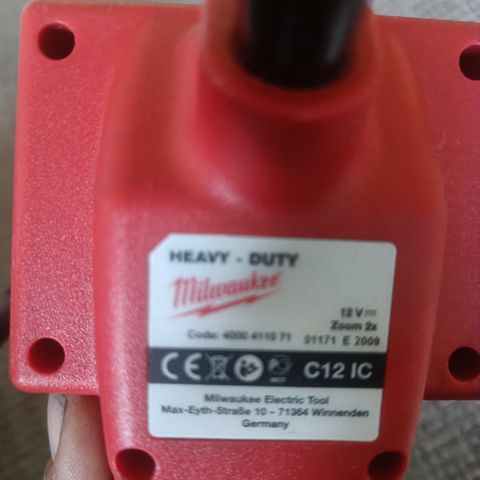 HEAVY - DUTY
Milwaukee
12 V
Zoom 2x
Code: 4000 4110 71 01171 E 2009
CE C12 IC
Milwaukee Electric Tool
Max-Eyth-Straße 10 – 71364 Winnenden
Germany